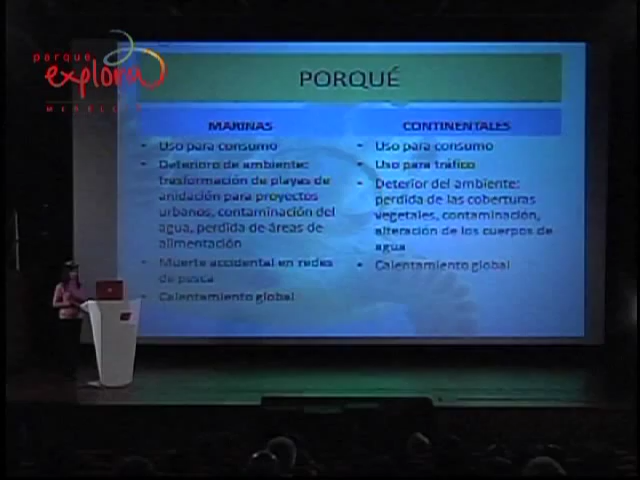 parque
explora
MEDELLÍN
PORQUÉ
MARINAS
• Uso para consumo
• Deterioro de ambiente:
trasformación de playas de
anidación para proyectos
urbanos, contaminación del
agua, perdida de áreas de
alimentación
• Muerte accidental en redes
de pesca
• Calentamiento global
CONTINENTALES
• Uso para consumo
• Uso para tráfico
• Deterior del ambiente:
perdida de las coberturas
vegetales, contaminación,
alteración de los cuerpos de
agua
• Calentamiento global